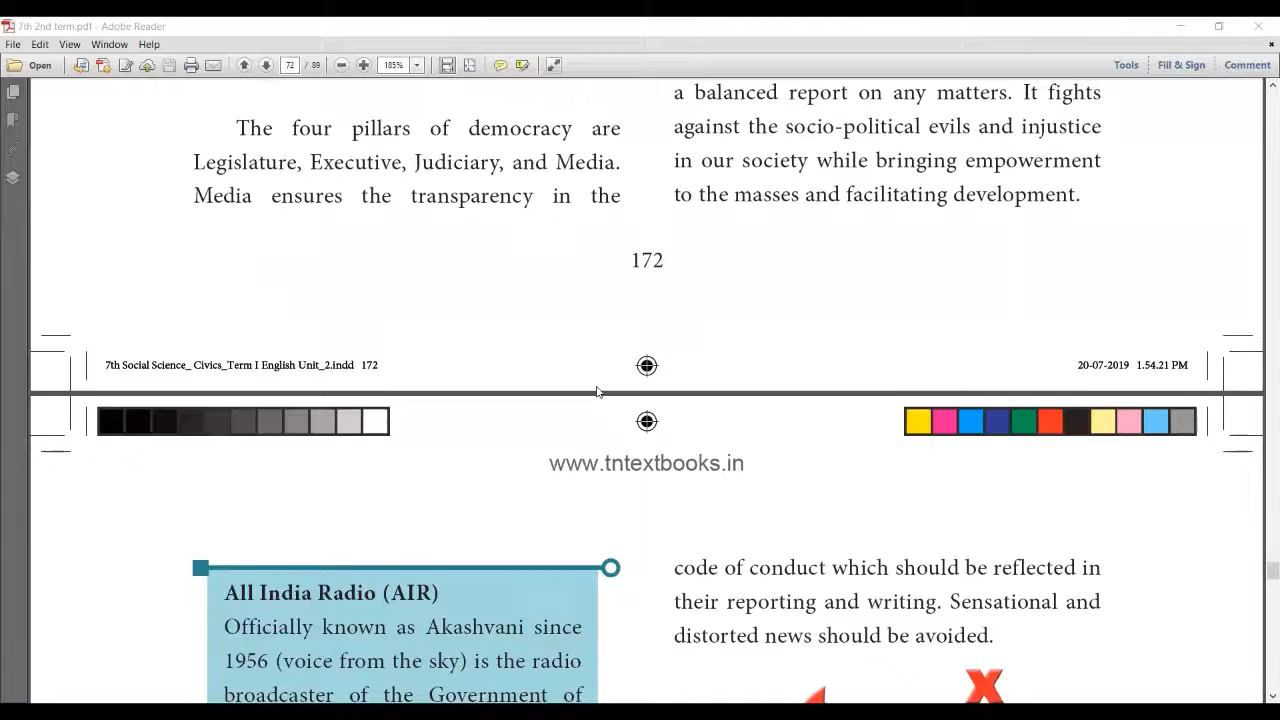 7th 2nd term.pdf - Adobe Reader
File Edit View Window Help
Open 72 / 89 185% Tools Fill & Sign Comment
The four pillars of democracy are
Legislature, Executive, Judiciary, and Media.
Media ensures the transparency in the
a balanced report on any matters. It fights
against the socio-political evils and injustice
in our society while bringing empowerment
to the masses and facilitating development.
172
7th Social Science_ Civics_Term I English Unit_2.indd 172
20-07-2019 1.54.21 PM
www.tntextbooks.in
All India Radio (AIR)
Officially known as Akashvani since
1956 (voice from the sky) is the radio
broadcaster of the Government of
code of conduct which should be reflected in
their reporting and writing. Sensational and
distorted news should be avoided.